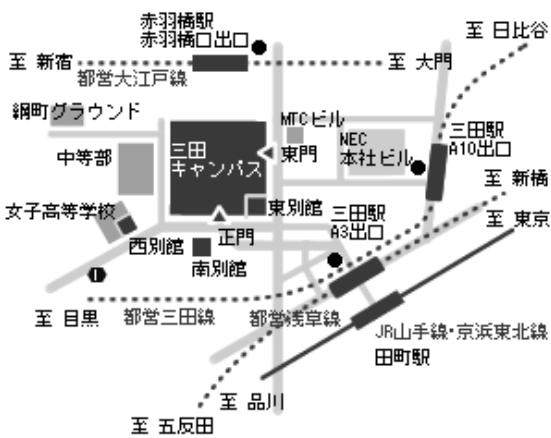 赤羽橋駅
赤羽橋口出口
至 日比谷
至 新宿
至 大門
都営大江戸線
綱町グラウンド
MTCビル
三田駅
A10出口
NEC
本社ビル
三田
キャンパス
東門
中等部
至 新橋
女子高等学校
東別館
三田駅
A3出口
至 東京
正門
西別館
南別館
至 目黒
都営三田線
都営浅草線
JR山手線・京浜東北線
田町駅
至 品川
至 五反田